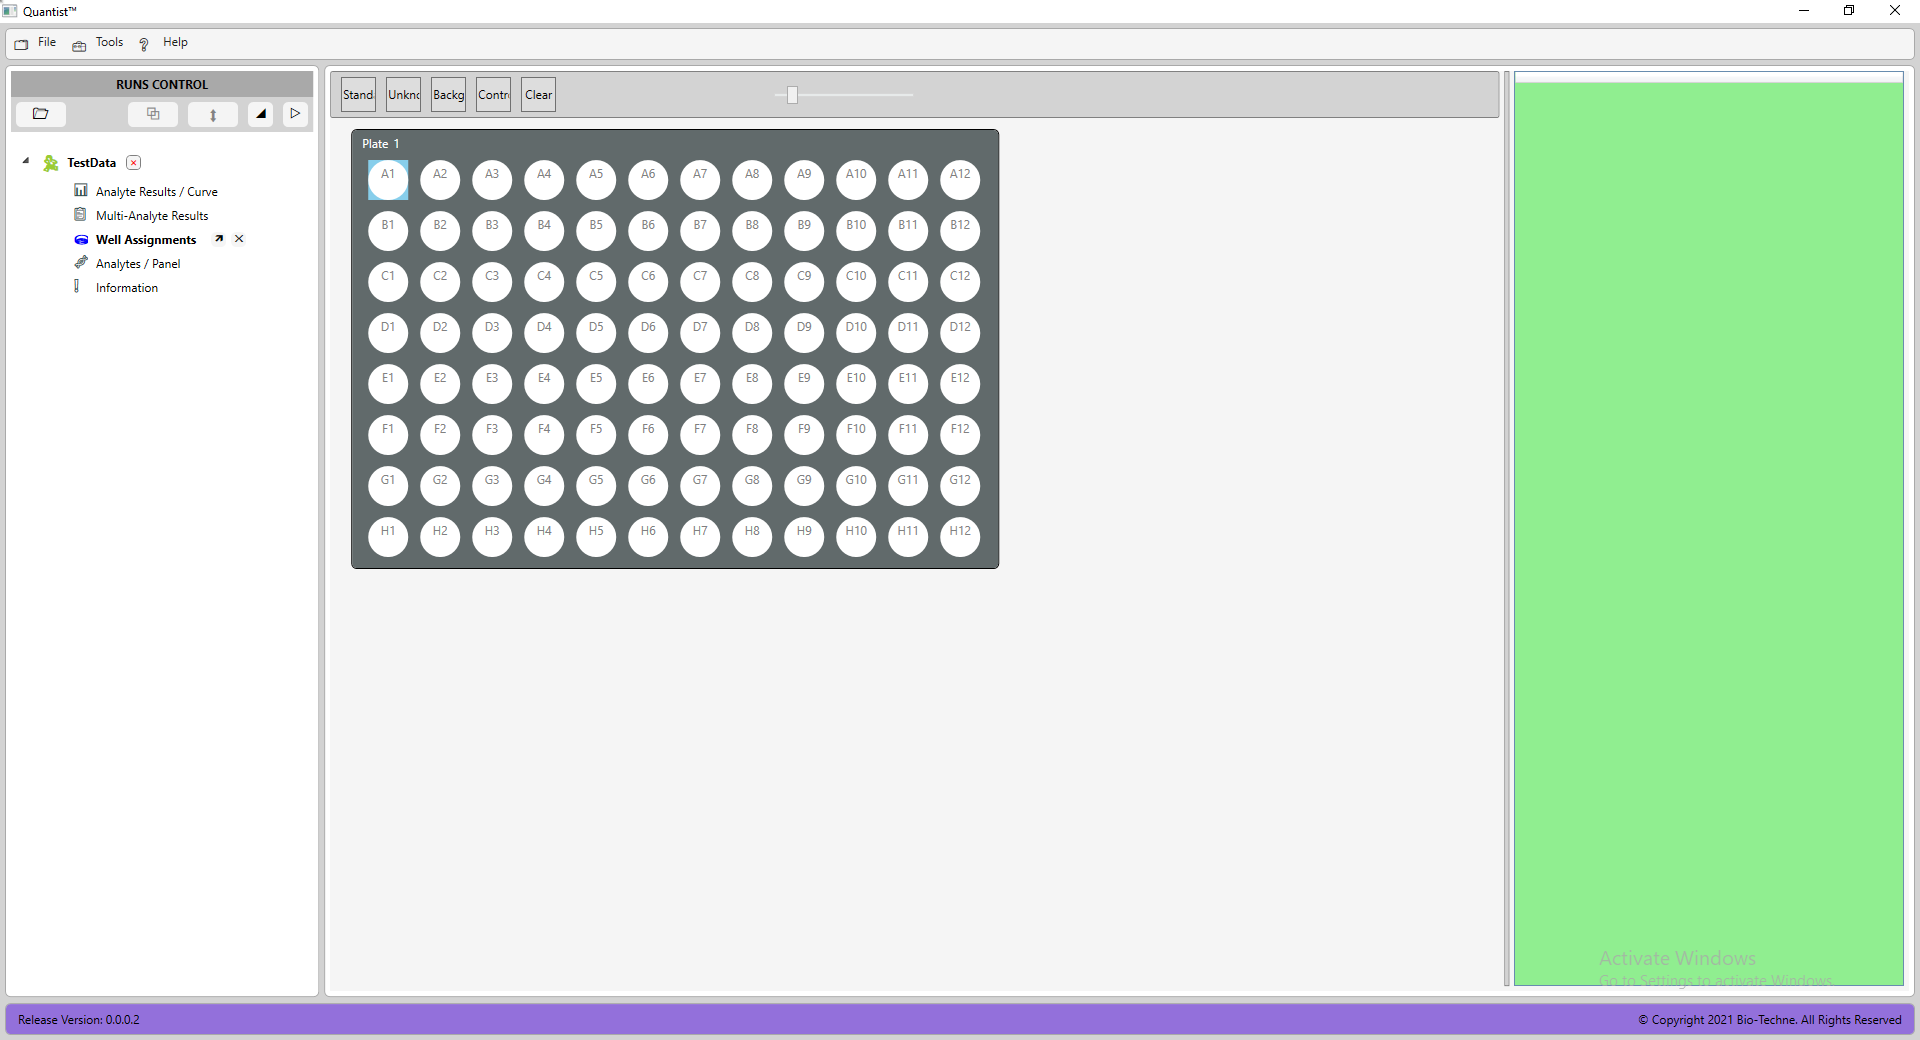 Quantist™
File Tools ? Help
RUNS CONTROL
Stand Unkno Backg Contr Clear
TestData
Analyte Results / Curve
Multi-Analyte Results
Well Assignments
Analytes / Panel
Information
Plate 1
A1 A2 A3 A4 A5 A6 A7 A8 A9 A10 A11 A12
B1 B2 B3 B4 B5 B6 B7 B8 B9 B10 B11 B12
C1 C2 C3 C4 C5 C6 C7 C8 C9 C10 C11 C12
D1 D2 D3 D4 D5 D6 D7 D8 D9 D10 D11 D12
E1 E2 E3 E4 E5 E6 E7 E8 E9 E10 E11 E12
F1 F2 F3 F4 F5 F6 F7 F8 F9 F10 F11 F12
G1 G2 G3 G4 G5 G6 G7 G8 G9 G10 G11 G12
H1 H2 H3 H4 H5 H6 H7 H8 H9 H10 H11 H12
Activate Windows
Go to Settings to activate Windows.
Release Version: 0.0.0.2
© Copyright 2021 Bio-Techne. All Rights Reserved